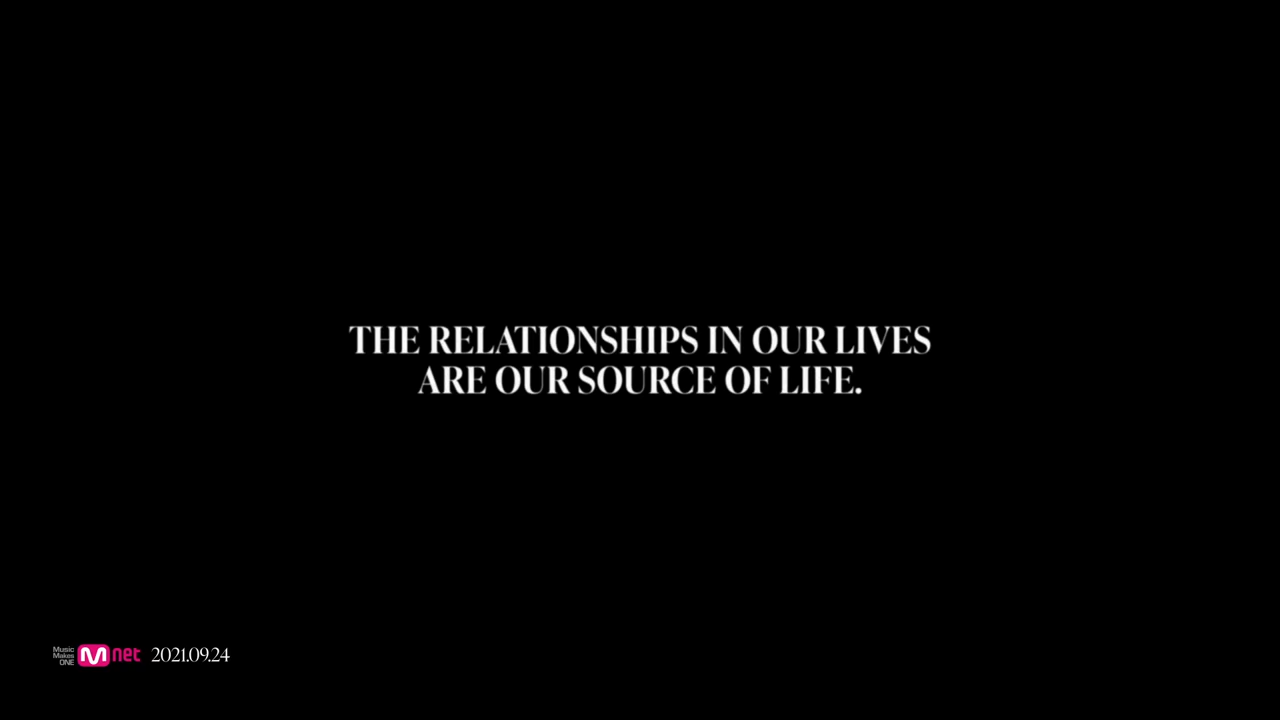 THE RELATIONSHIPS IN OUR LIVES
ARE OUR SOURCE OF LIFE.
Music
Makes
ONE
Mnet 2021.09.24